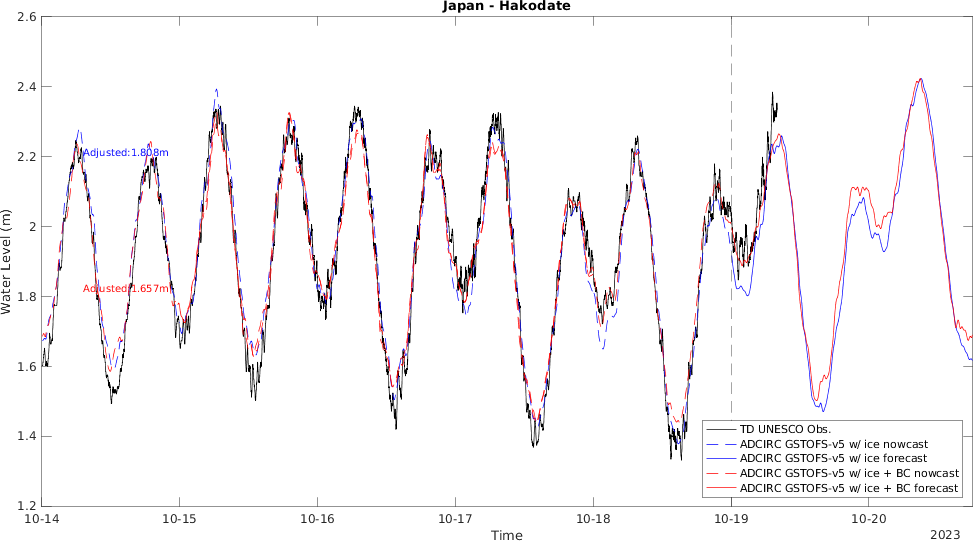 Japan - Hakodate
2.6
2.4
2.2
2
1.8
1.6
1.4
1.2
Water Level (m)
Adjusted:1.808m
Adjusted:1.657m
TD UNESCO Obs.
ADCIRC GSTOFS-v5 w/ ice nowcast
ADCIRC GSTOFS-v5 w/ ice forecast
ADCIRC GSTOFS-v5 w/ ice + BC nowcast
ADCIRC GSTOFS-v5 w/ ice + BC forecast
10-14 10-15 10-16 10-17 10-18 10-19 10-20
Time
2023